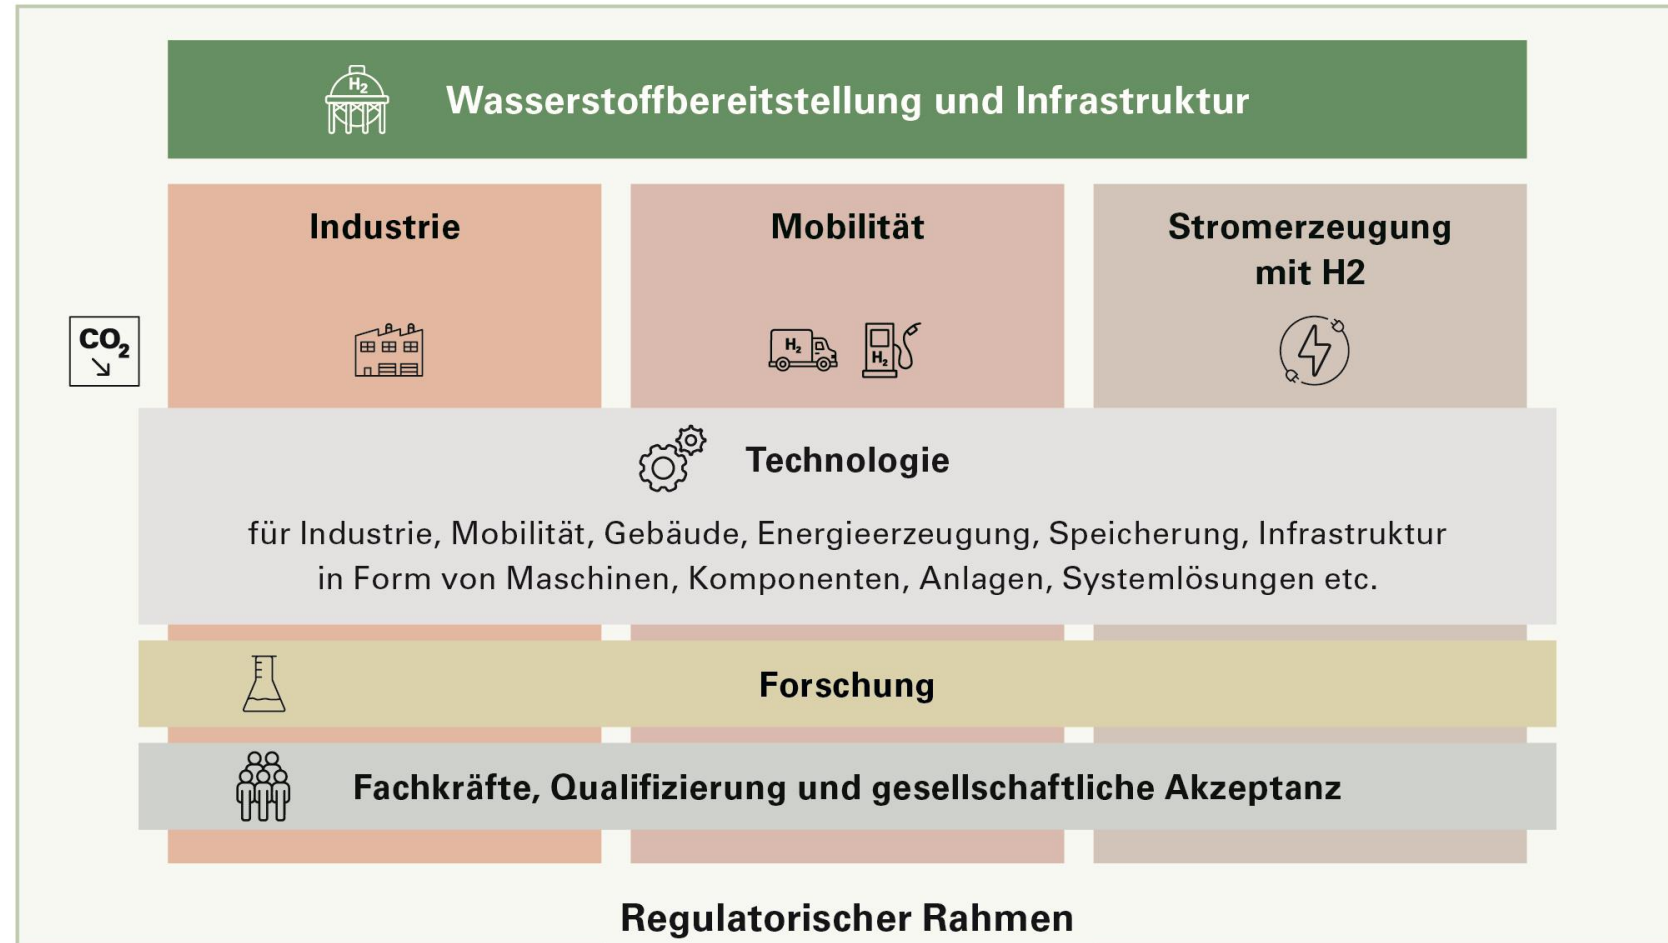 H₂
Wasserstoffbereitstellung und Infrastruktur
Industrie
Mobilität
Stromerzeugung
mit H2
CO₂
H₂
H₂
Technologie
für Industrie, Mobilität, Gebäude, Energieerzeugung, Speicherung, Infrastruktur
in Form von Maschinen, Komponenten, Anlagen, Systemlösungen etc.
Forschung
Fachkräfte, Qualifizierung und gesellschaftliche Akzeptanz
Regulatorischer Rahmen